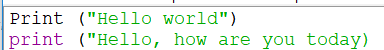 Print ("Hello world")
print ("Hello, how are you today)